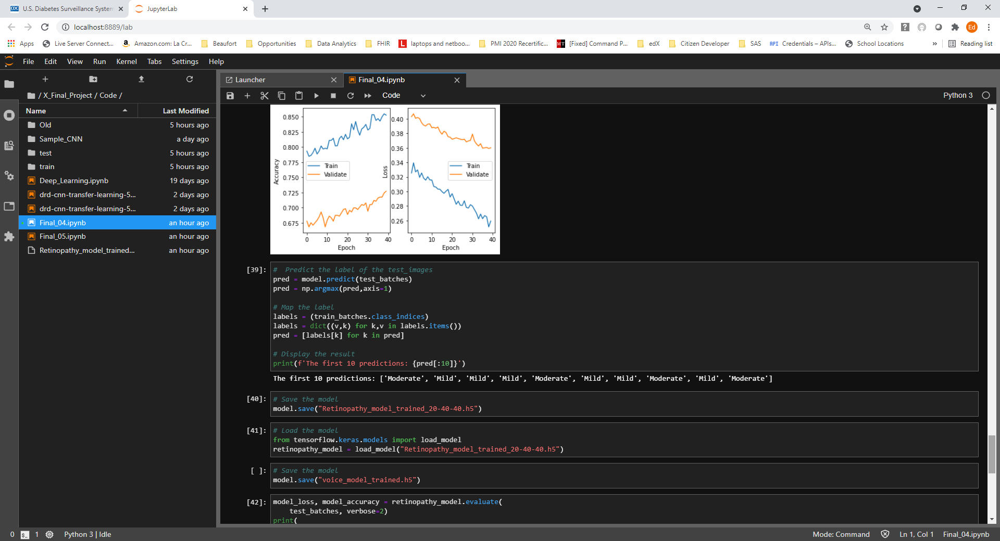 U.S. Diabetes Surveillance System
JupyterLab
localhost:8889/lab
Ed
Apps
Live Server Connect...
Amazon.com: La Cr...
Beaufort
Opportunities
Data Analytics
FHIR
laptops and netboo...
PMI 2020 Recertific...
[Fixed] Command P...
edX
Citizen Developer
SAS
API Credentials – APIs...
School Locations
Reading list
File Edit View Run Kernel Tabs Settings Help
/ X_Final_Project / Code /
Name Last Modified
Old 5 hours ago
Sample_CNN a day ago
test 5 hours ago
train 5 hours ago
Deep_Learning.ipynb 19 days ago
drd-cnn-transfer-learning-5... 2 days ago
drd-cnn-transfer-learning-5... 2 days ago
Final_04.ipynb an hour ago
Final_05.ipynb an hour ago
Retinopathy_model_trained... an hour ago
Launcher
Final_04.ipynb
Code
Python 3
Accuracy
0.850
0.825
0.800
0.775
0.750
0.725
0.700
0.675
Train
Validate
0 10 20 30 40
Epoch
Loss
0.40
0.38
0.36
0.34
0.32
0.30
0.28
0.26
Train
Validate
0 10 20 30 40
Epoch
[39]:
# Predict the label of the test_images
pred = model.predict(test_batches)
pred = np.argmax(pred,axis=1)
# Map the label
labels = (train_batches.class_indices)
labels = dict((v,k) for k,v in labels.items())
pred = [labels[k] for k in pred]
# Display the result
print(f'The first 10 predictions: {pred[:10]}')
The first 10 predictions: ['Moderate', 'Mild', 'Mild', 'Mild', 'Moderate', 'Mild', 'Mild', 'Moderate', 'Mild', 'Moderate']
[40]:
# Save the model
model.save("Retinopathy_model_trained_20-40-40.h5")
[41]:
# Load the model
from tensorflow.keras.models import load_model
retinopathy_model = load_model("Retinopathy_model_trained_20-40-40.h5")
[ ]:
# Save the model
model.save("voice_model_trained.h5")
[42]:
model_loss, model_accuracy = retinopathy_model.evaluate(
test_batches, verbose=2)
print(
0 1 Python 3 | Idle
Mode: Command
Ln 1, Col 1
Final_04.ipynb